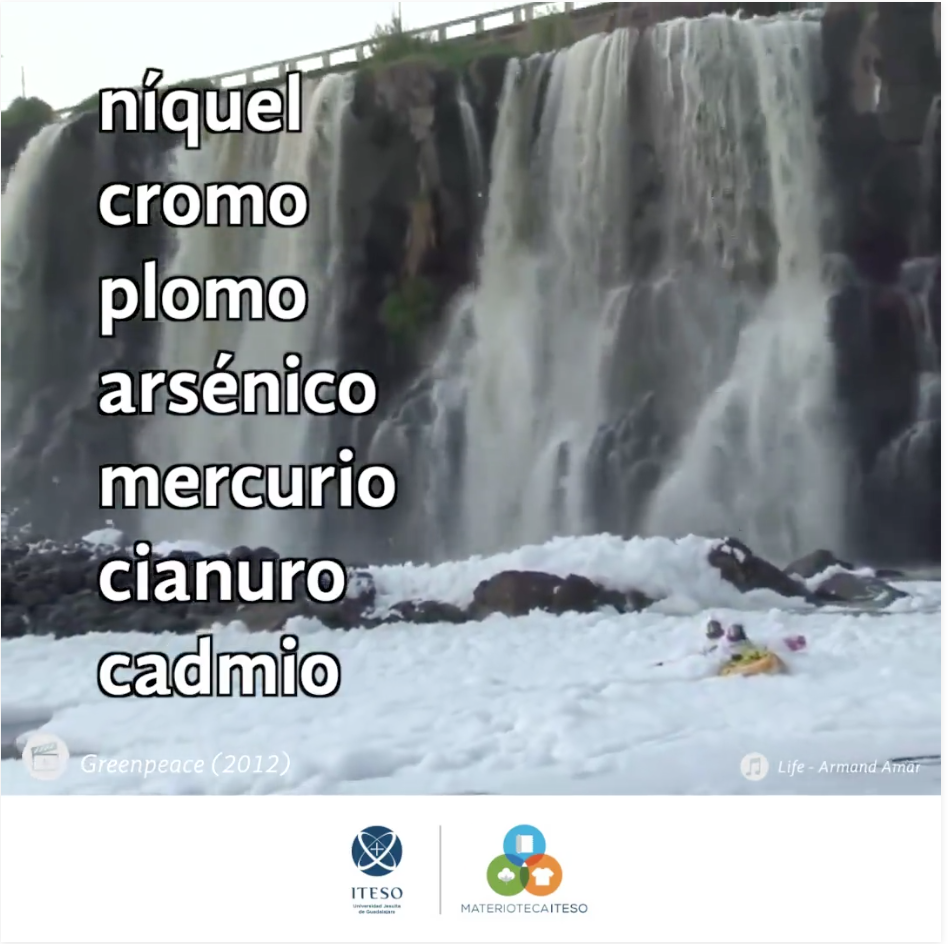 níquel
cromo
plomo
arsénico
mercurio
cianuro
cadmio
Greenpeace (2012)
Life - Armand Amar
ITESO
Universidad Jesuita
de Guadalajara
MATERIOTECAITESO